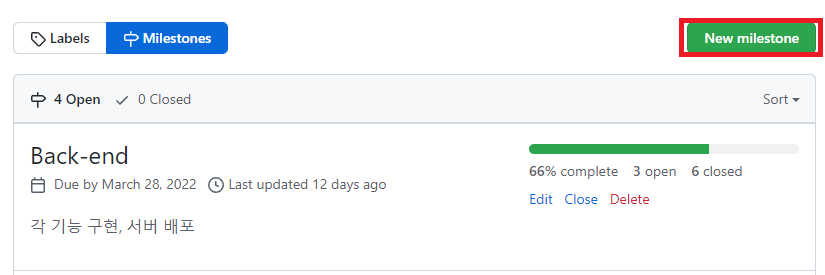 Labels Milestones New milestone
4 Open 0 Closed Sort
Back-end
66% complete 3 open 6 closed
Due by March 28, 2022 Last updated 12 days ago
Edit Close Delete
각 기능 구현, 서버 배포